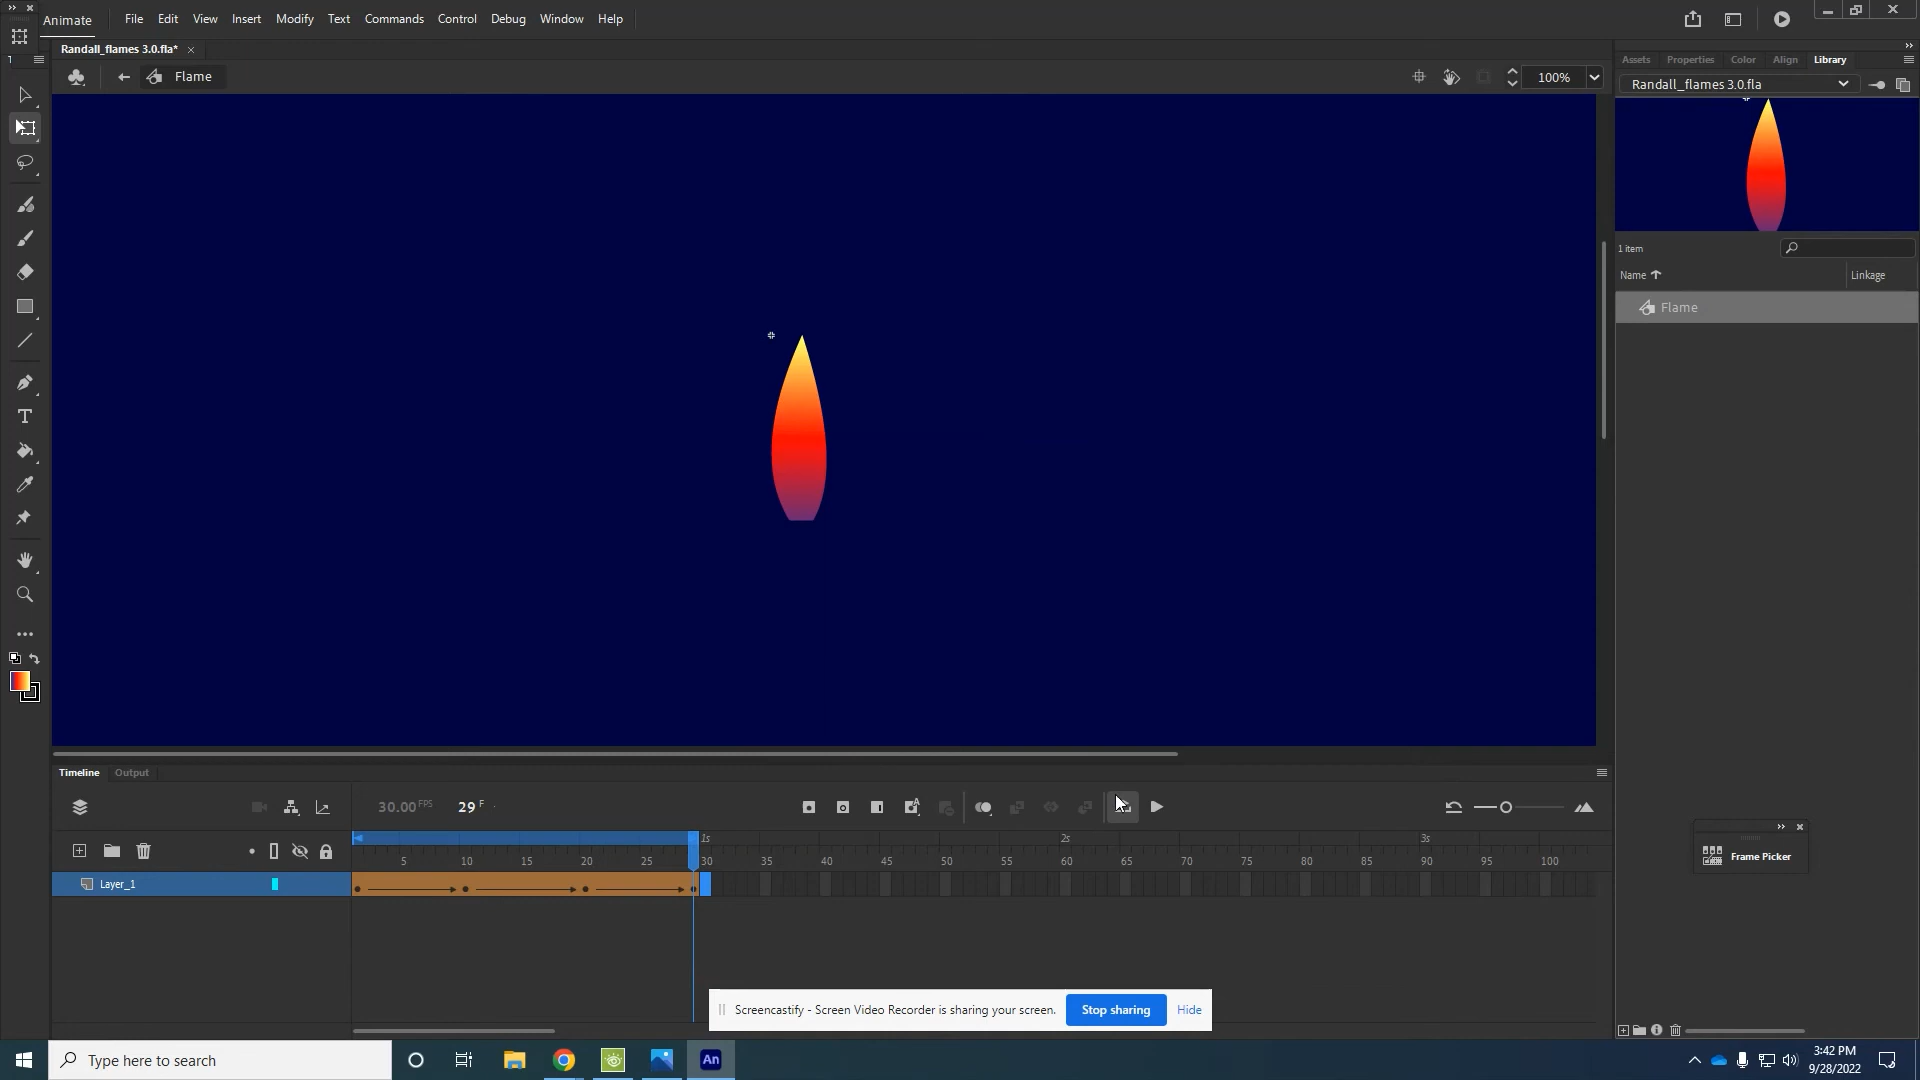 Animate File Edit View Insert Modify Text Commands Control Debug Window Help
Randall_flames 3.0.fla*
Flame
100%
Assets Properties Color Align Library
Randall_flames 3.0.fla
1 item
Name Linkage
Flame
Timeline Output
30.00 FPS 29 F
1s 2s 3s
5 10 15 20 25 30 35 40 45 50 55 60 65 70 75 80 85 90 95 100
Layer_1
Frame Picker
Screencastify - Screen Video Recorder is sharing your screen. Stop sharing Hide
Type here to search
An
3:42 PM
9/28/2022